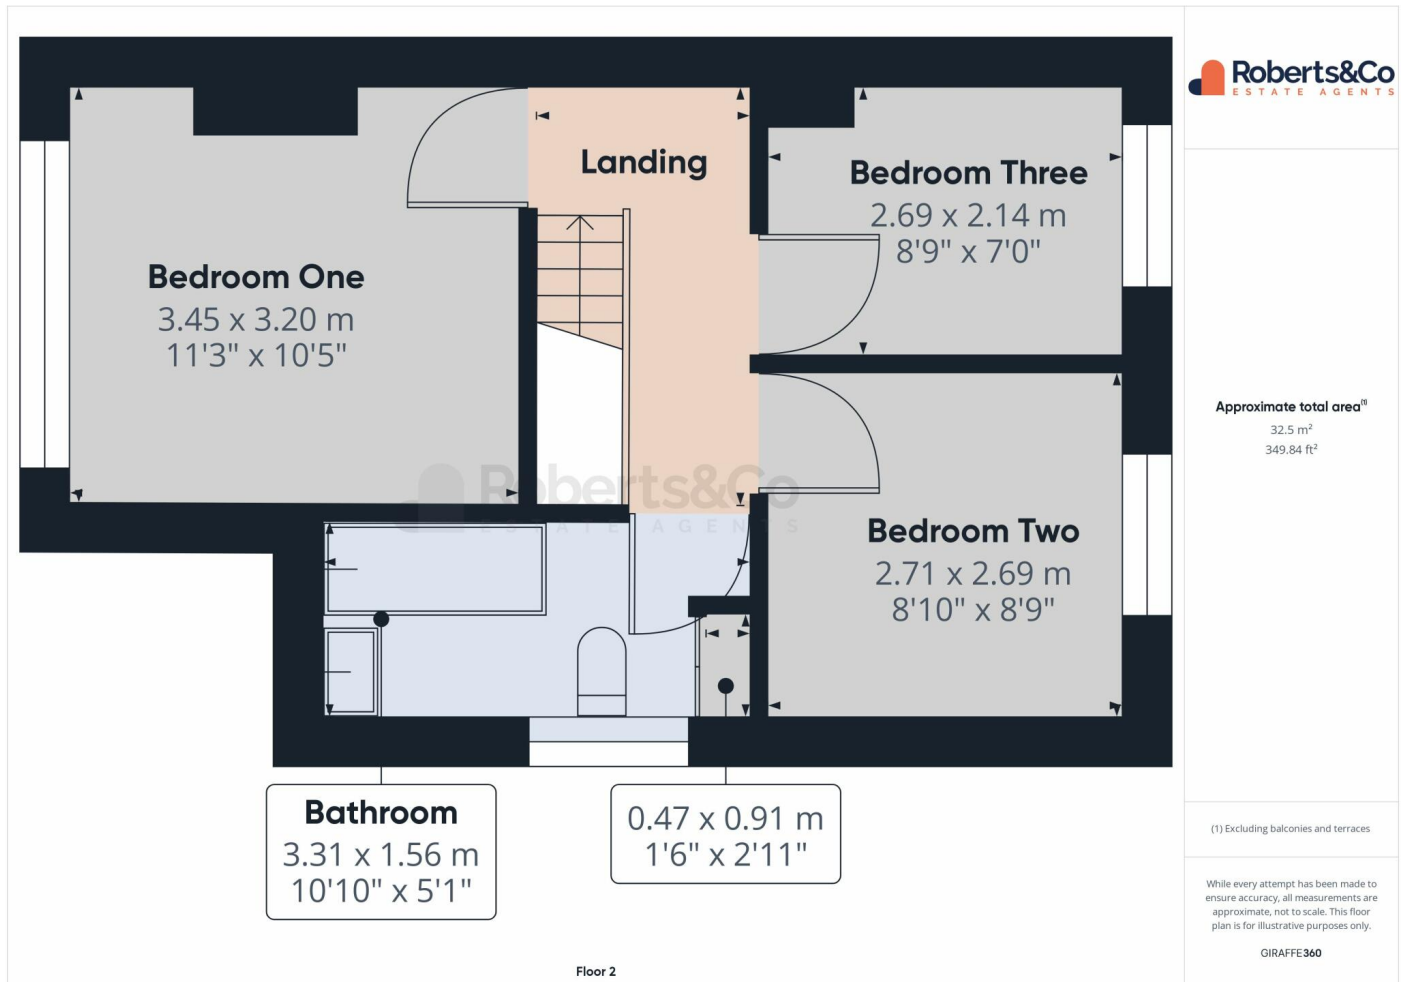 Landing
Bedroom Three
2.69 x 2.14 m
8'9" x 7'0"
Bedroom One
3.45 x 3.20 m
11'3" x 10'5"
Roberts&Co
ESTATE AGENTS
Bedroom Two
2.71 x 2.69 m
8'10" x 8'9"
Bathroom
3.31 x 1.56 m
10'10" x 5'1"
0.47 x 0.91 m
1'6" x 2'11"
Floor 2
Roberts&Co
ESTATE AGENTS
Approximate total area(1)
32.5 m²
349.84 ft²
(1) Excluding balconies and terraces
While every attempt has been made to
ensure accuracy, all measurements are
approximate, not to scale. This floor
plan is for illustrative purposes only.
GIRAFFE360